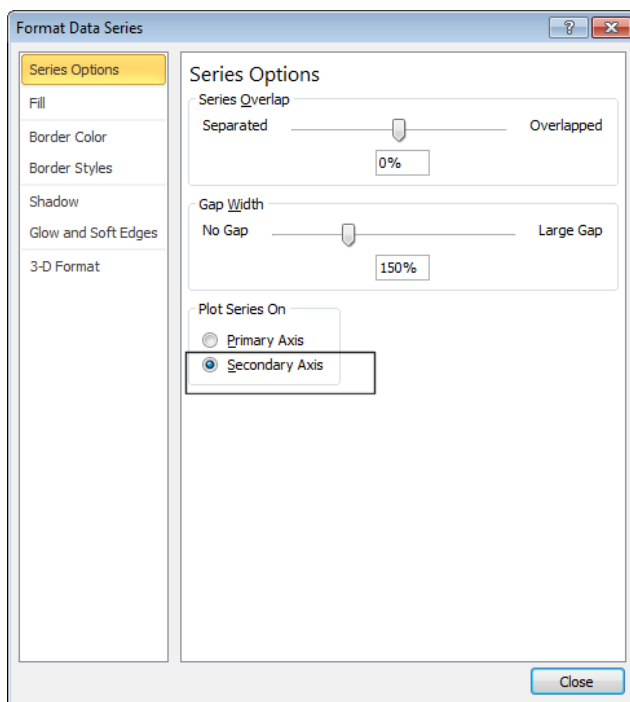 Format Data Series
Series Options
Fill
Border Color
Border Styles
Shadow
Glow and Soft Edges
3-D Format
Series Options
Series Overlap
Separated Overlapped
0%
Gap Width
No Gap Large Gap
150%
Plot Series On
Primary Axis
Secondary Axis
Close